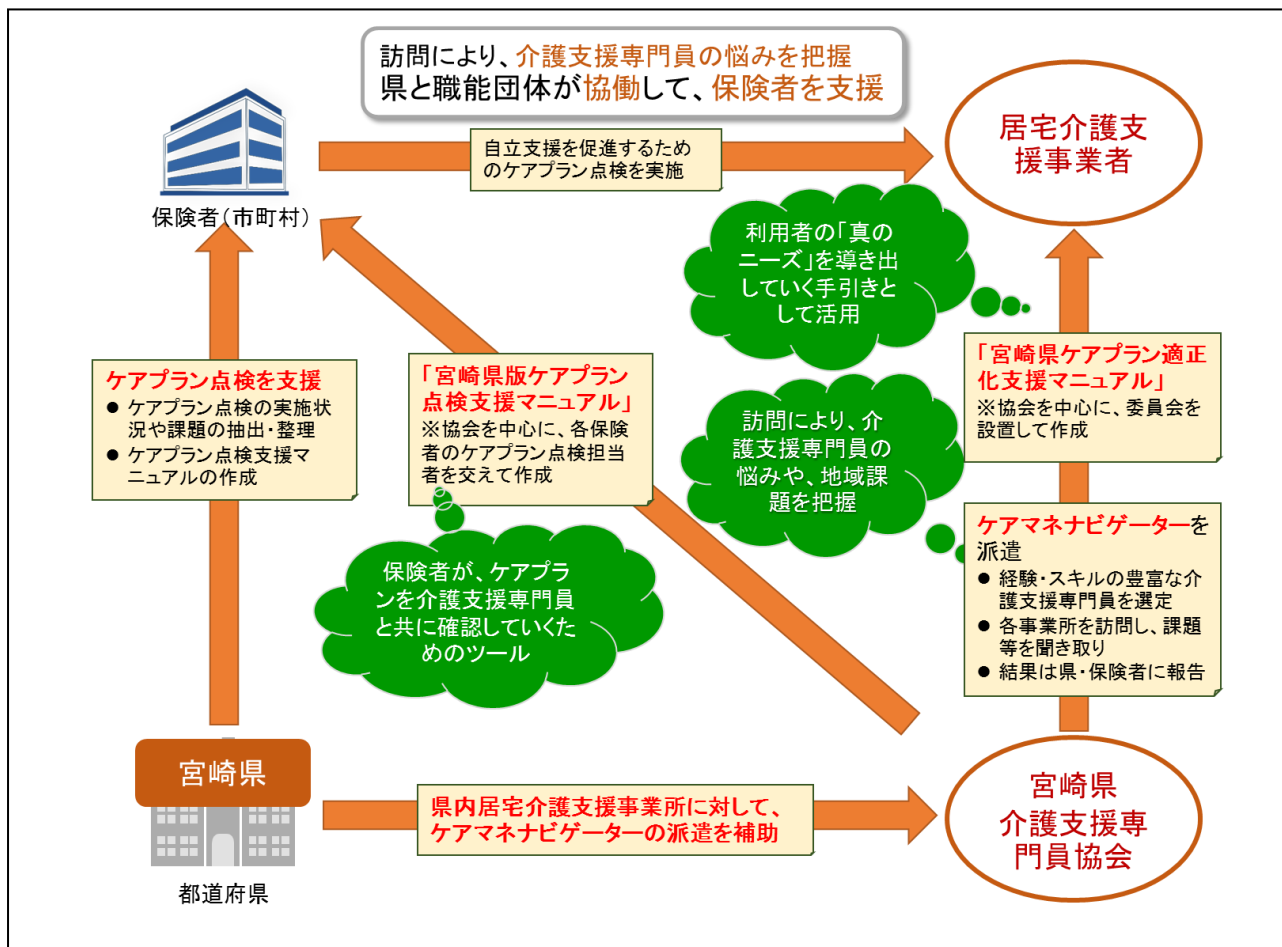 訪問により、介護支援専門員の悩みを把握
県と職能団体が協働して、保険者を支援
保険者（市町村）
自立支援を促進するため
のケアプラン点検を実施
居宅介護支
援事業者
利用者の「真の
ニーズ」を導き出
していく手引きと
して活用
ケアプラン点検を支援
● ケアプラン点検の実施状
況や課題の抽出・整理
● ケアプラン点検支援マ
ニュアルの作成
「宮崎県版ケアプラン
点検支援マニュアル」
※協会を中心に、各保険
者のケアプラン点検担当
者を交えて作成
「宮崎県ケアプラン適正
化支援マニュアル」
※協会を中心に、委員会を
設置して作成
訪問により、介
護支援専門員の
悩みや、地域課
題を把握
保険者が、ケアプラ
ンを介護支援専門員
と共に確認していくた
めのツール
ケアマネナビゲーターを
派遣
● 経験・スキルの豊富な介
護支援専門員を選定
● 各事業所を訪問し、課題
等を聞き取り
● 結果は県・保険者に報告
宮崎県
都道府県
県内居宅介護支援事業所に対して、
ケアマネナビゲーターの派遣を補助
宮崎県
介護支援専
門員協会